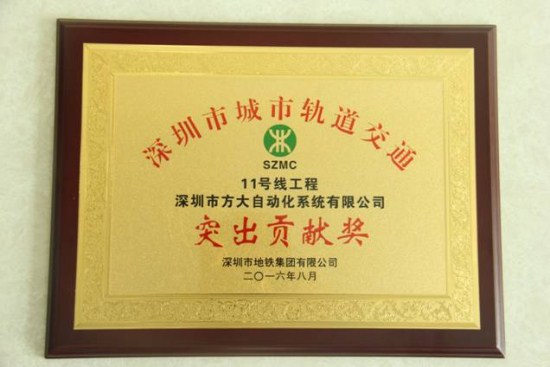 深圳市城市轨道交通
SZMC
11号线工程
深圳市方大自动化系统有限公司
突出贡献奖
深圳市地铁集团有限公司
二〇一六年八月